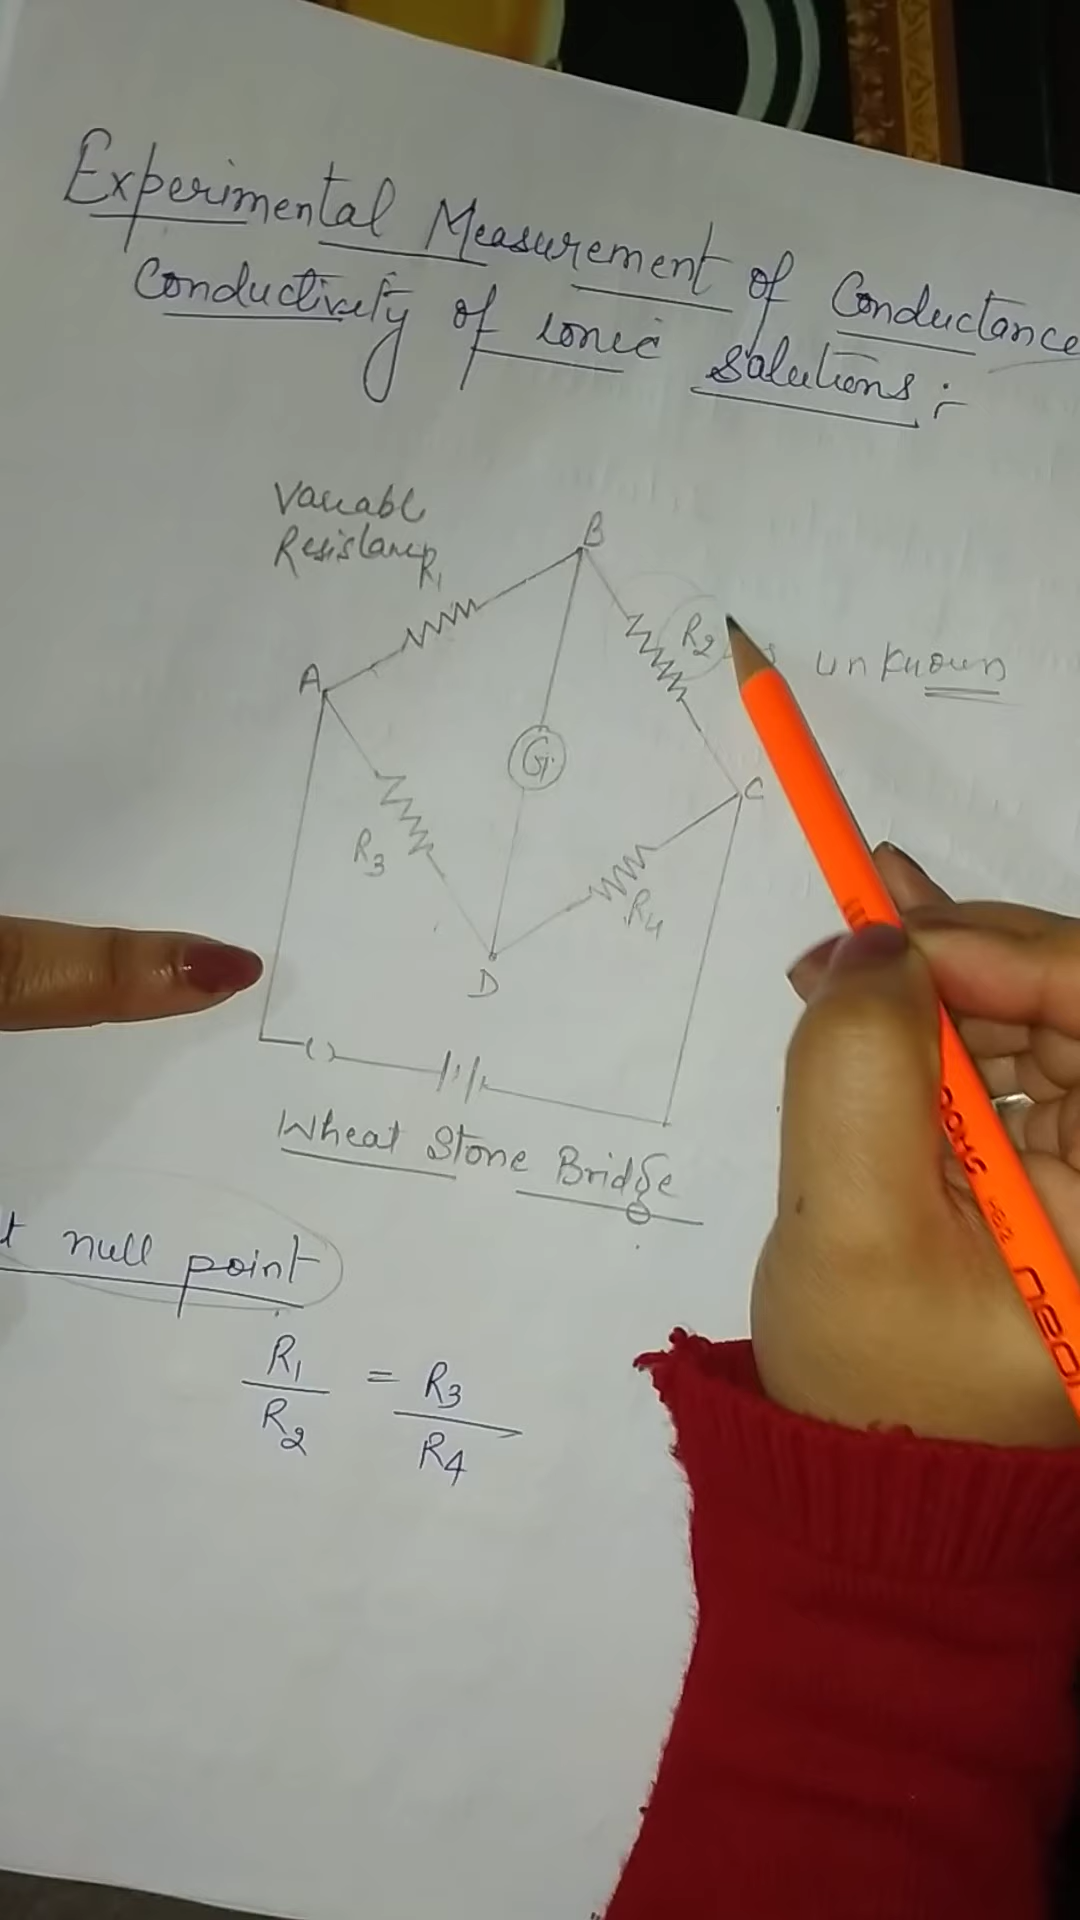 Experimental Measurement of Conductance
Conductivity of ionic Solutions :-
Variable
Resistance
R1
B
R2 is unknown
A
G
C
R3
R4
D
Wheat Stone Bridge
t null point
R1 = R3
R2 R4